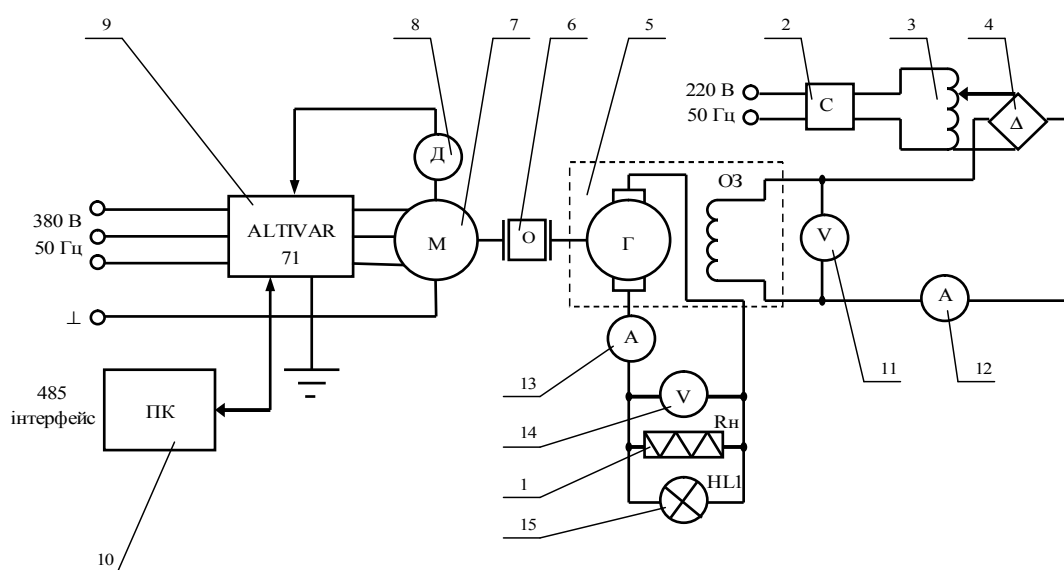 9
8
7
6
5
2
3
4
220 В
50 Гц
С
Δ
Д
ОЗ
380 В
50 Гц
ALTIVAR
71
М
О
Г
V
А
⊥
А
13
11
12
485
інтерфейс
ПК
14
V
Rн
1
HL1
15
10